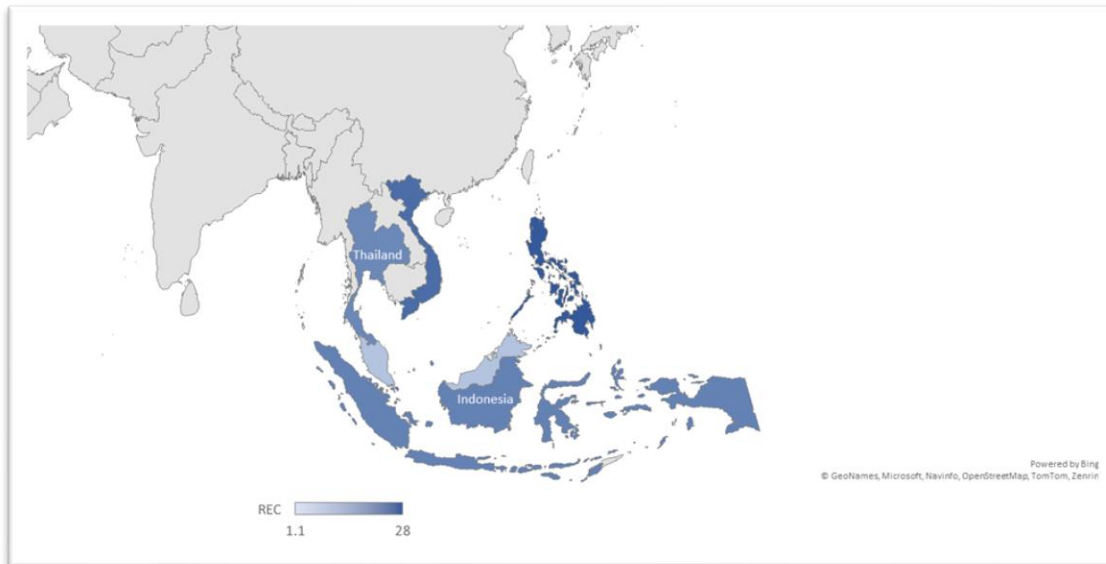 Thailand
Indonesia
Powered by Bing
© GeoNames, Microsoft, Navinfo, OpenStreetMap, TomTom, Zenrin
REC
1.1
28